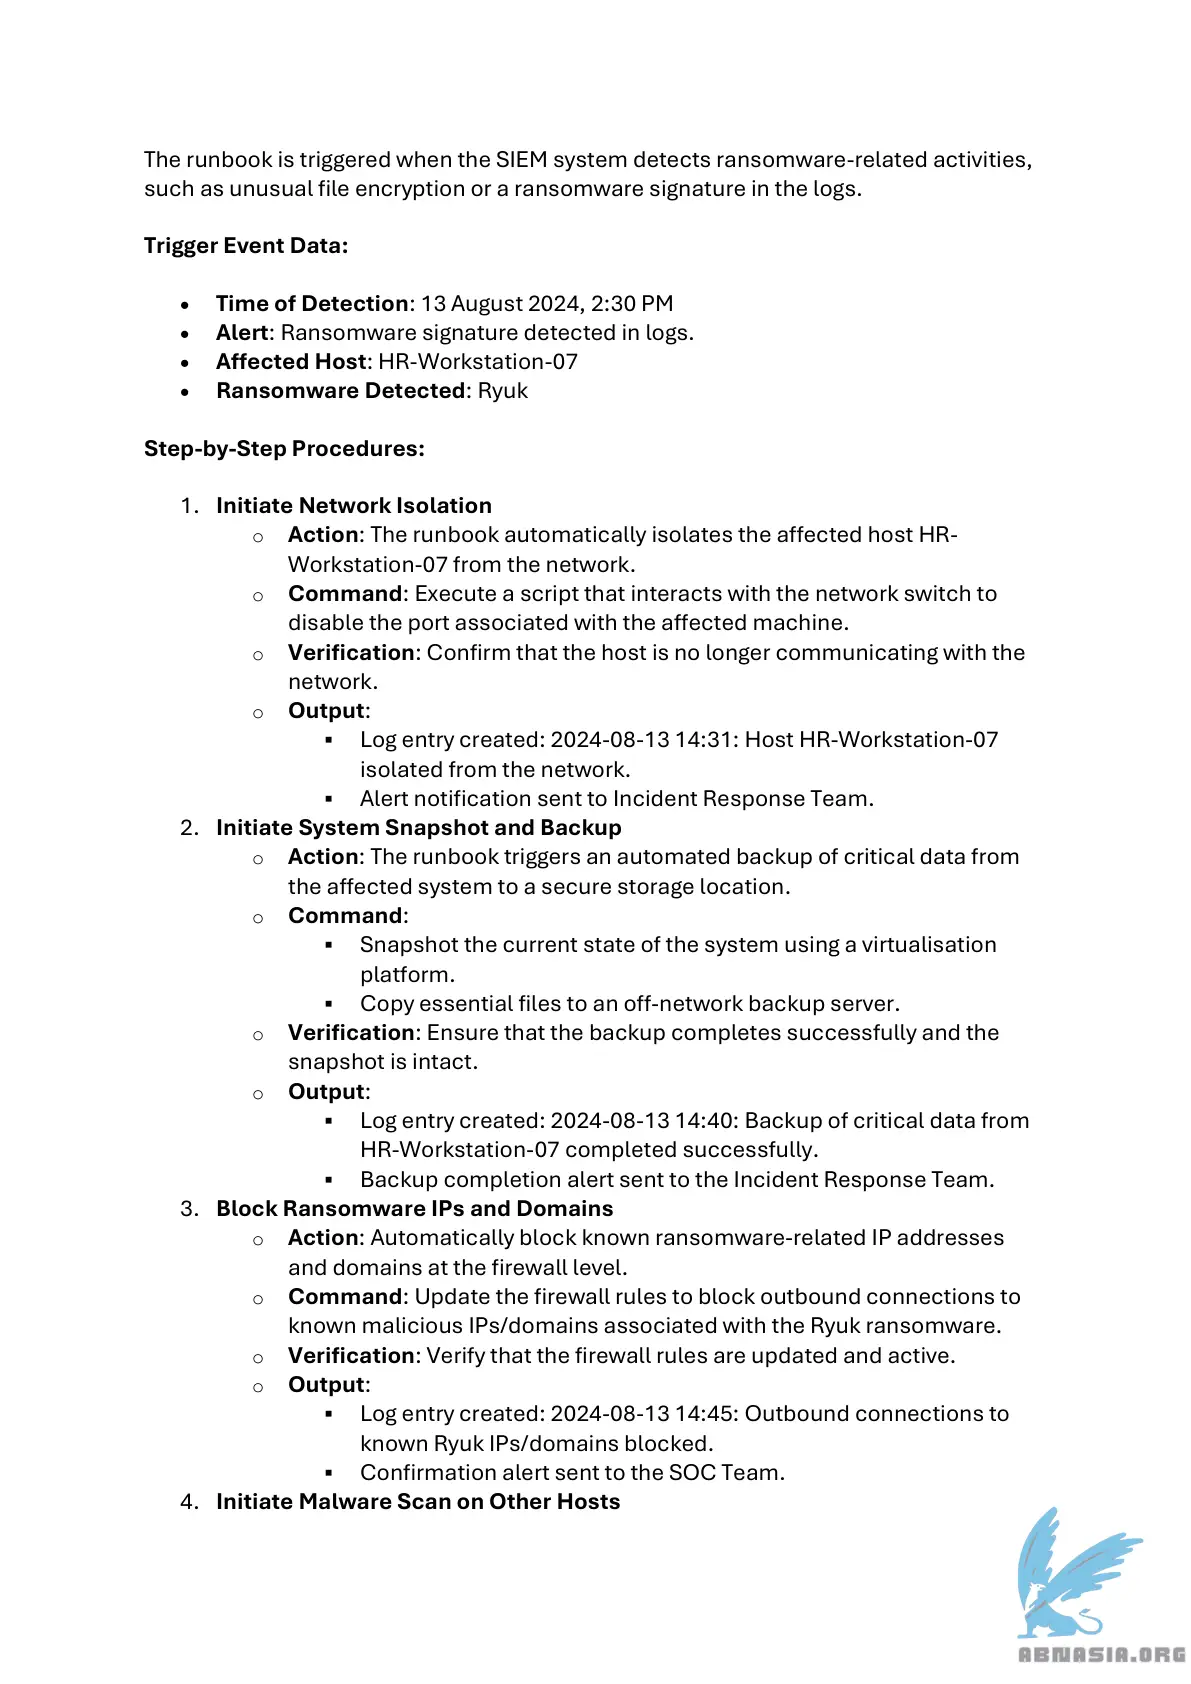 The runbook is triggered when the SIEM system detects ransomware-related activities,
such as unusual file encryption or a ransomware signature in the logs.
Trigger Event Data:
• Time of Detection: 13 August 2024, 2:30 PM
• Alert: Ransomware signature detected in logs.
• Affected Host: HR-Workstation-07
• Ransomware Detected: Ryuk
Step-by-Step Procedures:
1. Initiate Network Isolation
o Action: The runbook automatically isolates the affected host HR-
Workstation-07 from the network.
o Command: Execute a script that interacts with the network switch to
disable the port associated with the affected machine.
o Verification: Confirm that the host is no longer communicating with the
network.
o Output:
▪ Log entry created: 2024-08-13 14:31: Host HR-Workstation-07
isolated from the network.
▪ Alert notification sent to Incident Response Team.
2. Initiate System Snapshot and Backup
o Action: The runbook triggers an automated backup of critical data from
the affected system to a secure storage location.
o Command:
▪ Snapshot the current state of the system using a virtualisation
platform.
▪ Copy essential files to an off-network backup server.
o Verification: Ensure that the backup completes successfully and the
snapshot is intact.
o Output:
▪ Log entry created: 2024-08-13 14:40: Backup of critical data from
HR-Workstation-07 completed successfully.
▪ Backup completion alert sent to the Incident Response Team.
3. Block Ransomware IPs and Domains
o Action: Automatically block known ransomware-related IP addresses
and domains at the firewall level.
o Command: Update the firewall rules to block outbound connections to
known malicious IPs/domains associated with the Ryuk ransomware.
o Verification: Verify that the firewall rules are updated and active.
o Output:
▪ Log entry created: 2024-08-13 14:45: Outbound connections to
known Ryuk IPs/domains blocked.
▪ Confirmation alert sent to the SOC Team.
4. Initiate Malware Scan on Other Hosts
ABNASIA.ORG